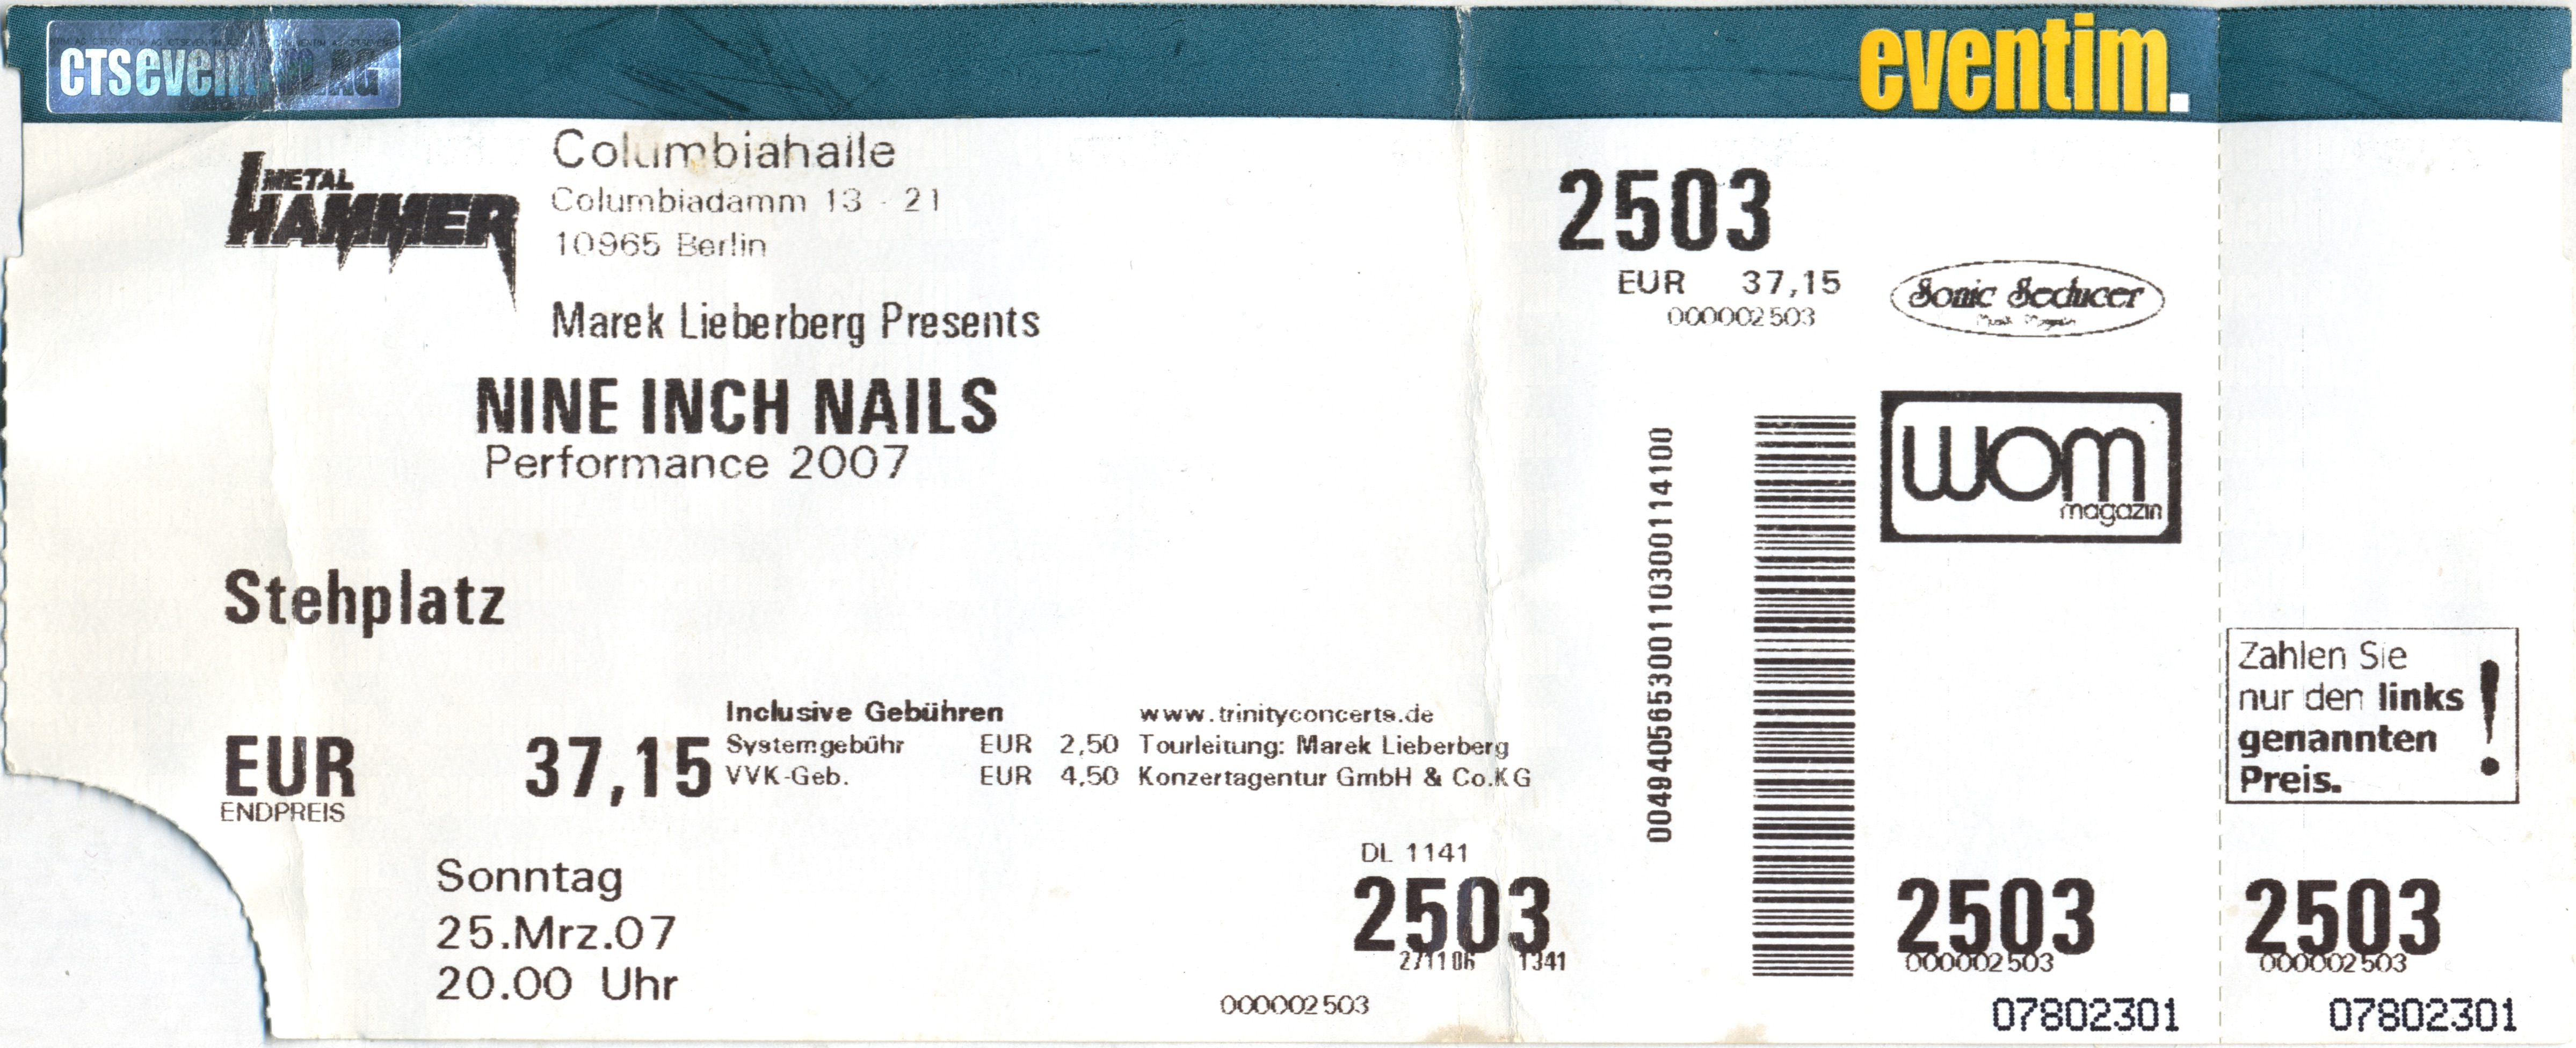 CTSeventim AG
eventim.
METAL
HAMMER
Columbiahalle
Columbiadamm 13 - 21
10965 Berlin
Marek Lieberberg Presents
NINE INCH NAILS
Performance 2007
Stehplatz
EUR 37,15
ENDPREIS
Inclusive Gebühren
Systemgebühr EUR 2,50
VVK-Geb. EUR 4,50
www.trinityconcerts.de
Tourleitung: Marek Lieberberg
Konzertagentur GmbH & Co.KG
Sonntag
25.Mrz.07
20.00 Uhr
DL 1141
2503
271106 1341
000002503
2503
EUR 37,15
000002503
Sonic Seducer
Musik Magazin
004940565300110300114100
wom
magazin
2503
000002503
07802301
Zahlen Sie
nur den links
genannten
Preis. !
2503
000002503
07802301